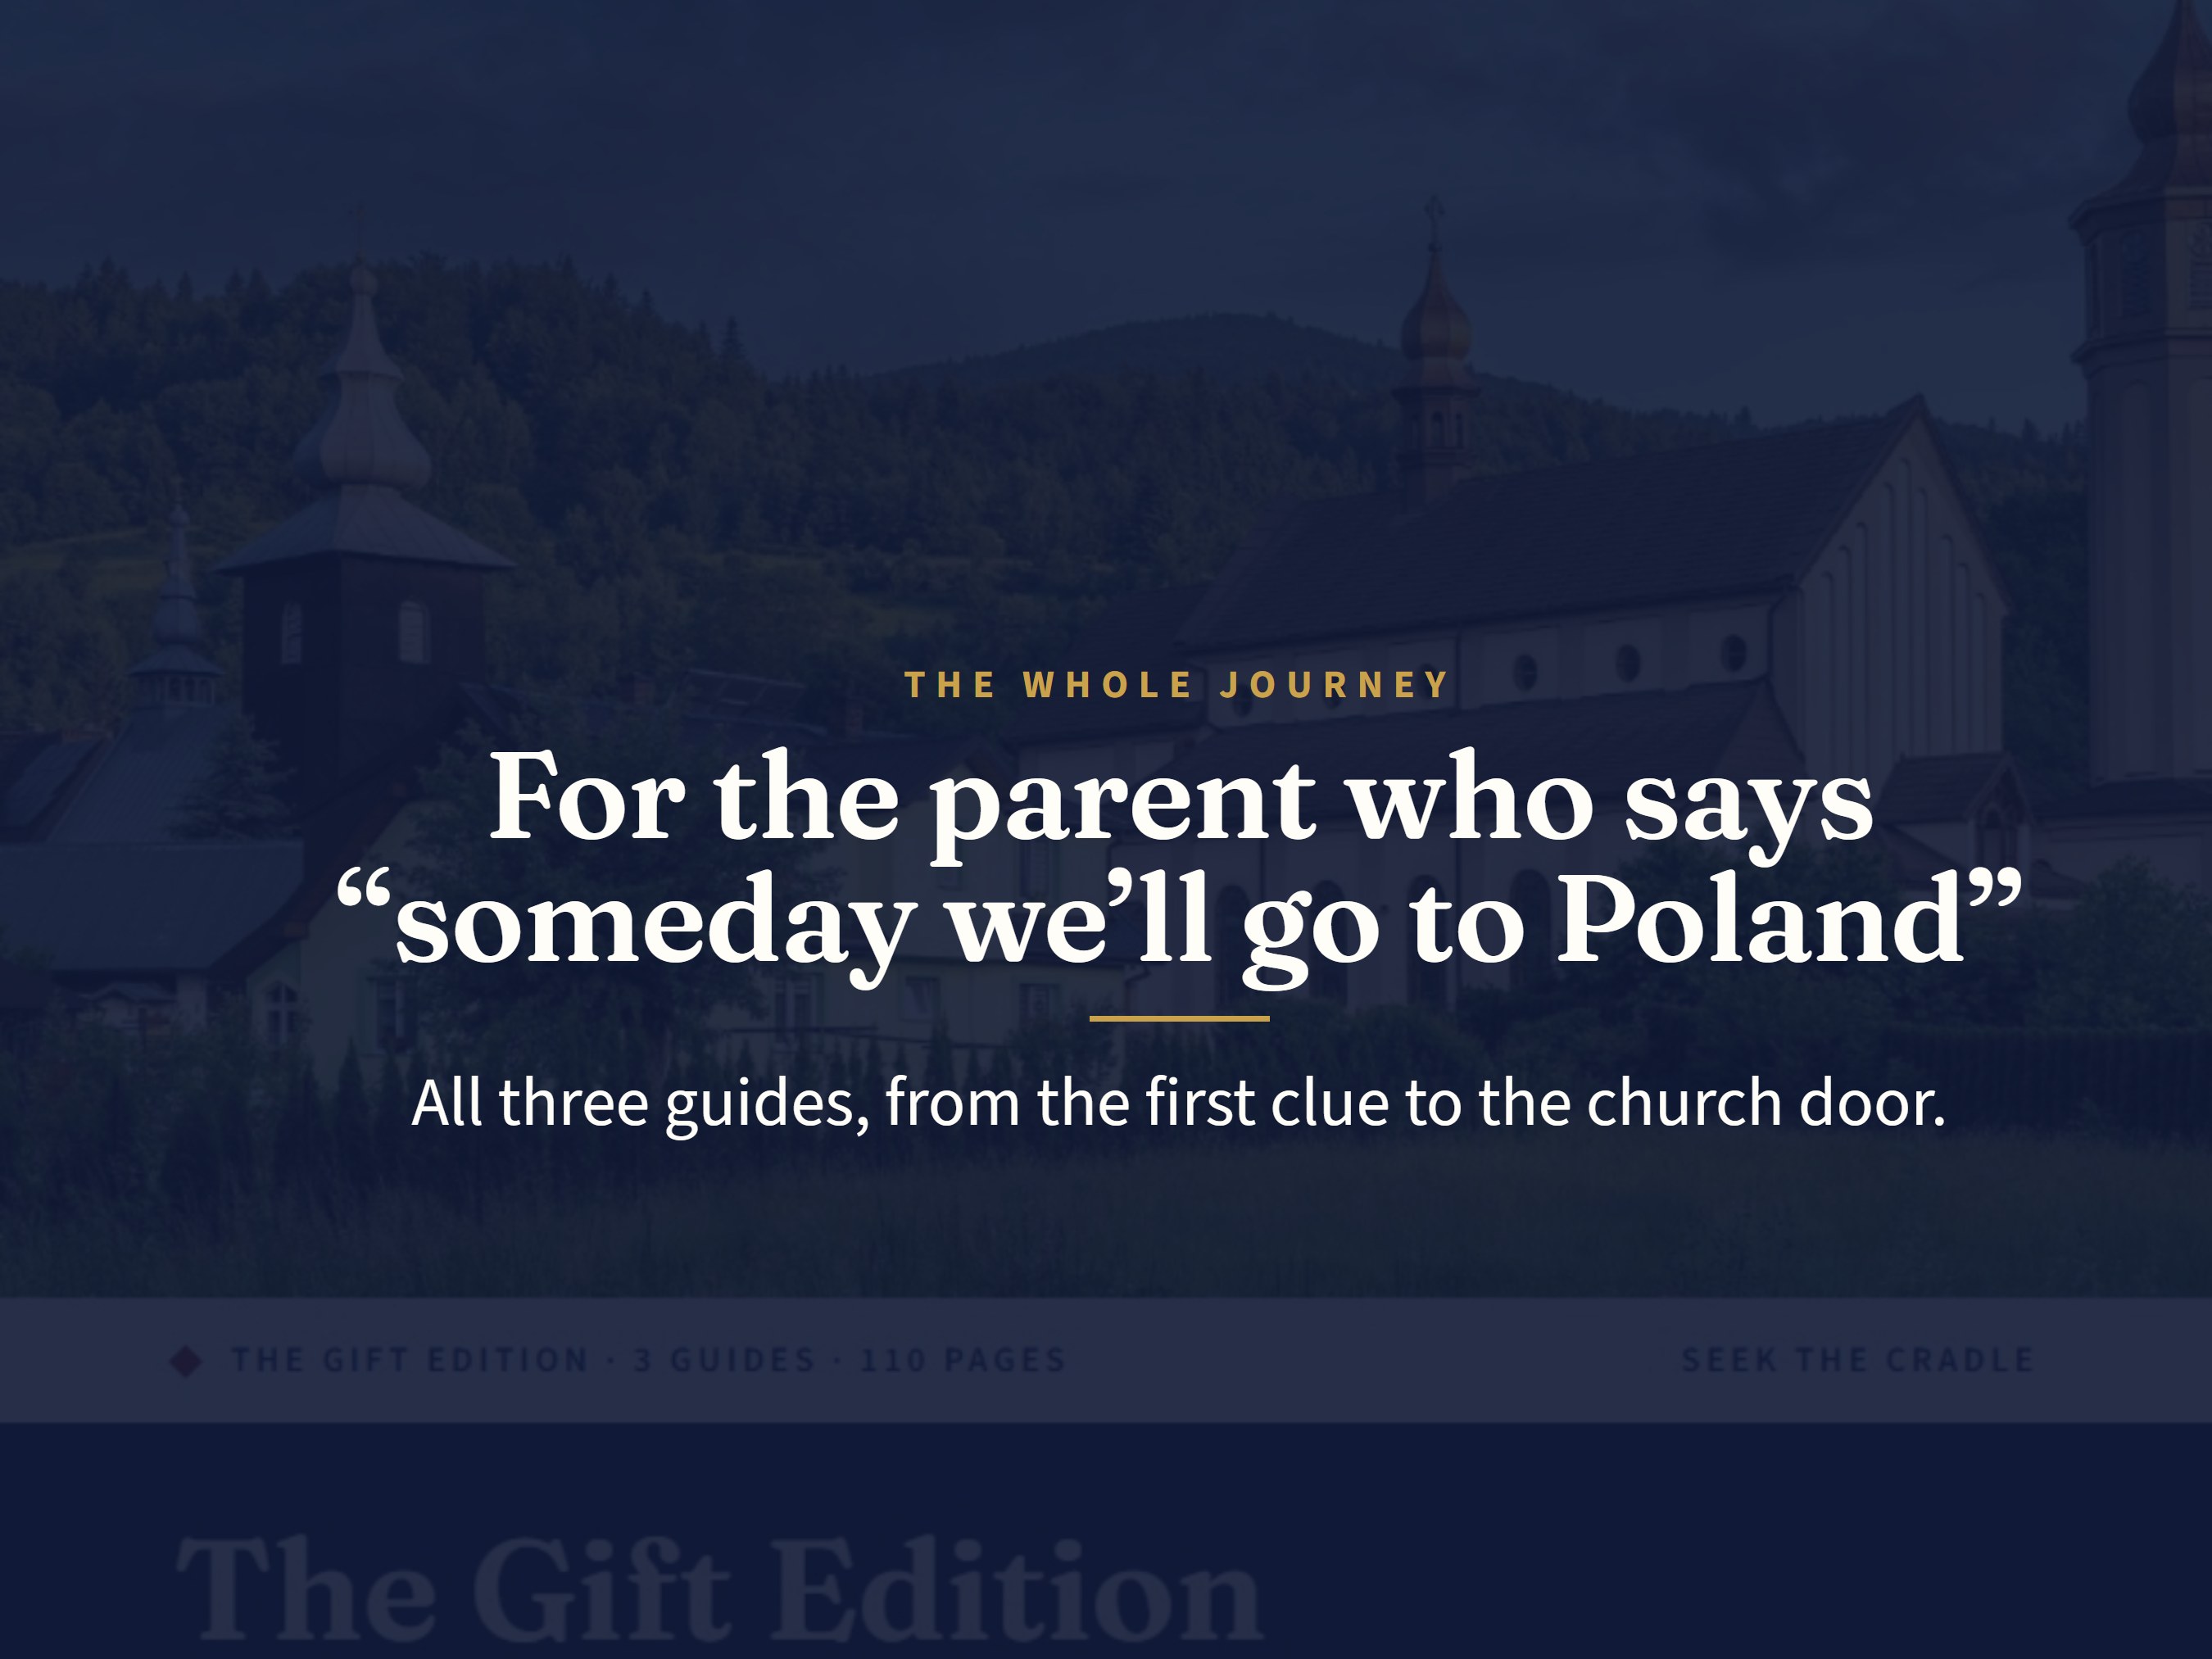 THE WHOLE JOURNEY
For the parent who says
“someday we’ll go to Poland”
All three guides, from the first clue to the church door.
THE GIFT EDITION · 3 GUIDES · 110 PAGES
SEEK THE CRADLE
The Gift Edition